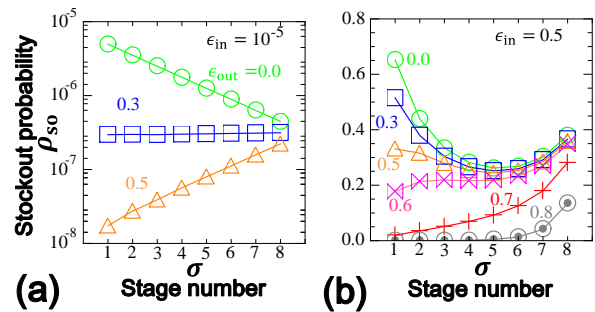 Stockout probability
ρso
10⁻⁵
10⁻⁶
10⁻⁷
10⁻⁸
ϵin = 10⁻⁵
ϵout = 0.0
0.3
0.5
1 2 3 4 5 6 7 8
σ
Stage number
(a)
0.8
0.6
0.4
0.2
0.0
ϵin = 0.5
0.0
0.3
0.5
0.6
0.7
0.8
1 2 3 4 5 6 7 8
σ
Stage number
(b)